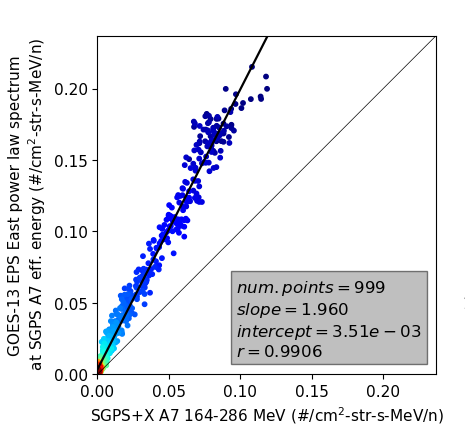 GOES-13 EPS East power law spectrum
at SGPS A7 eff. energy (#/cm²-str-s-MeV/n)
0.20
0.15
0.10
0.05
0.00
num. points = 999
slope = 1.960
intercept = 3.51e − 03
r = 0.9906
0.00 0.05 0.10 0.15 0.20
SGPS+X A7 164-286 MeV (#/cm²-str-s-MeV/n)